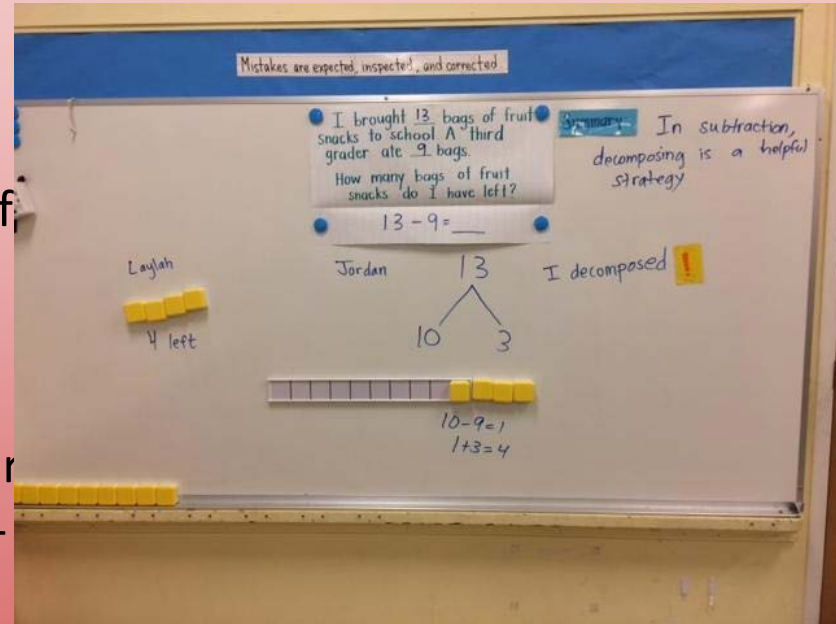 Mistakes are expected, inspected, and corrected
I brought 13 bags of fruit
snacks to school. A third
grader ate 9 bags.
How many bags of fruit
snacks do I have left?
13 - 9 = __
Summary
In subtraction,
decomposing is a helpful
strategy
Laylah
4 left
Jordan
13
10 3
I decomposed !
10-9=1
1+3=4
f
r